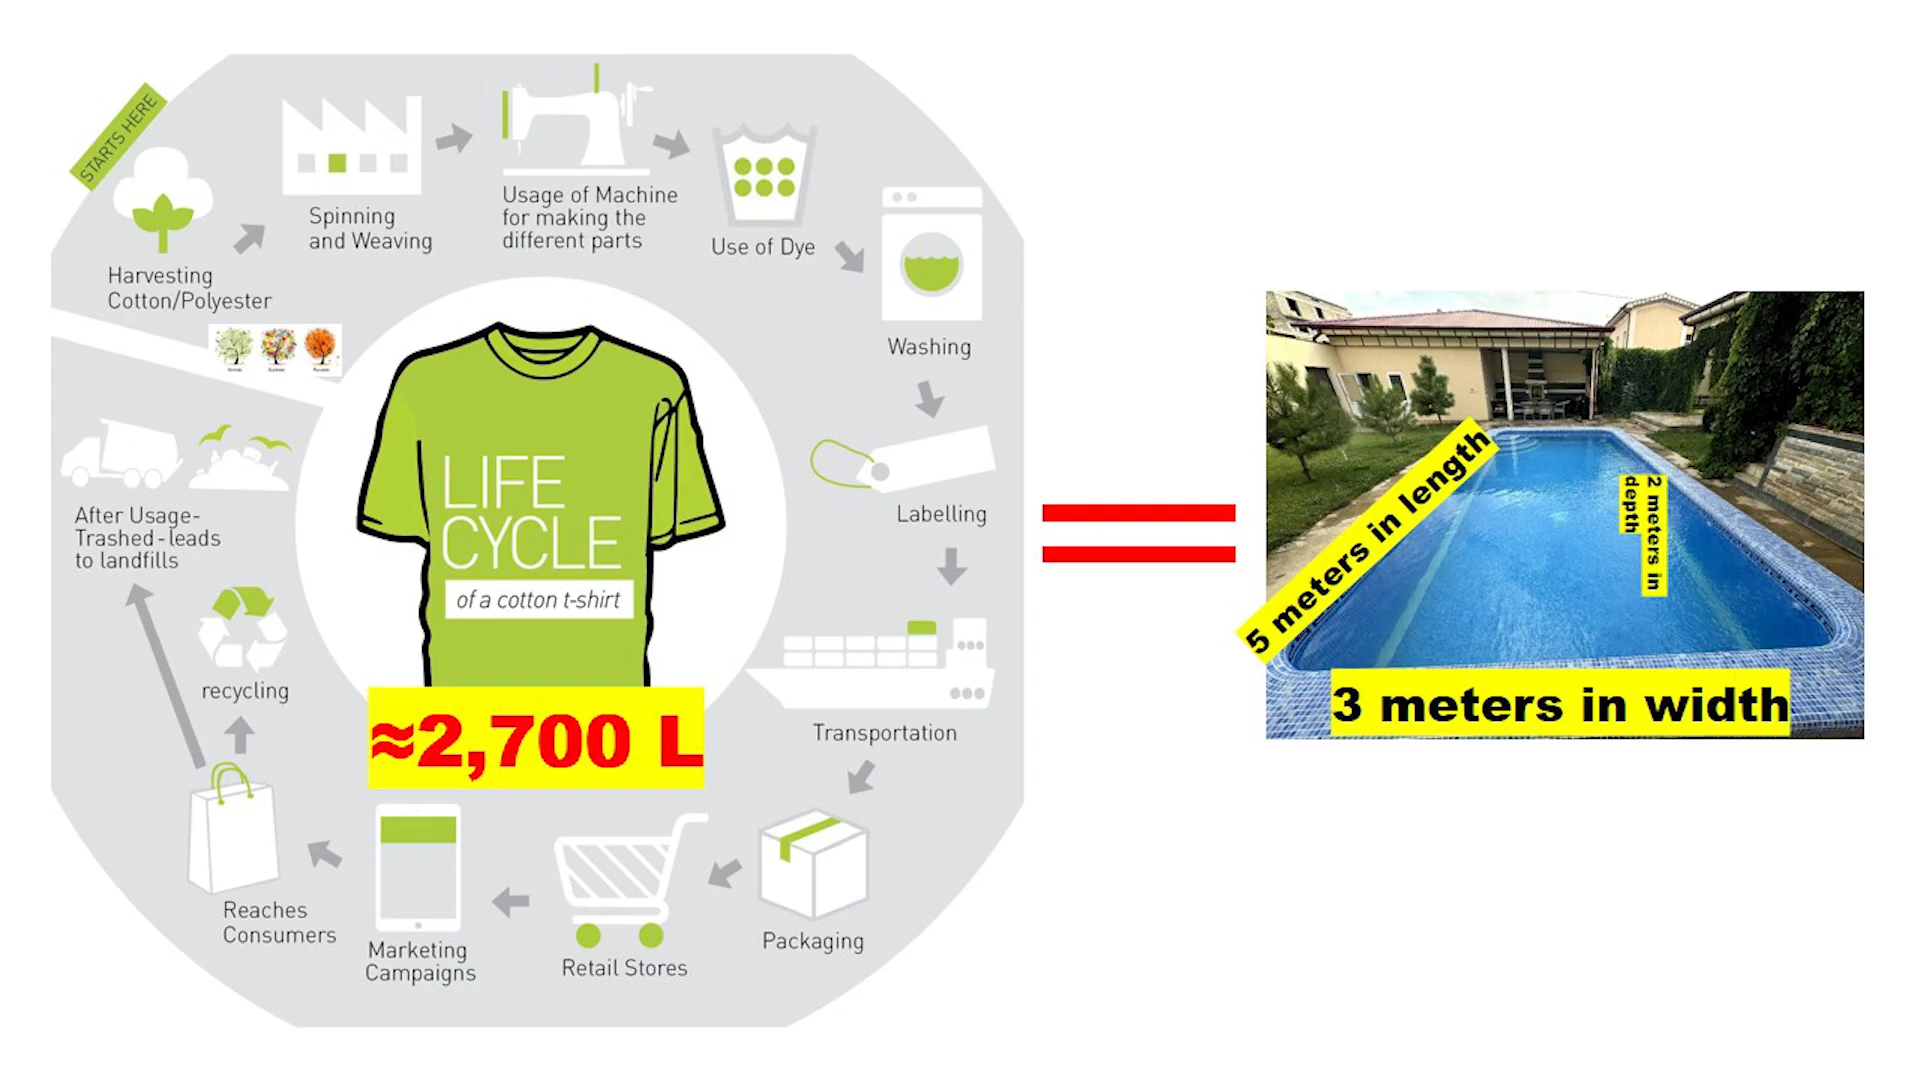 STARTS HERE
Harvesting
Cotton/Polyester
Spinning
and Weaving
Usage of Machine
for making the
different parts
Use of Dye
Washing
Labelling
Transportation
Packaging
Retail Stores
Marketing
Campaigns
Reaches
Consumers
recycling
After Usage-
Trashed-leads
to landfills
LIFE
CYCLE
of a cotton t-shirt
≈2,700 L
5 meters in length
2 meters in
depth
3 meters in width